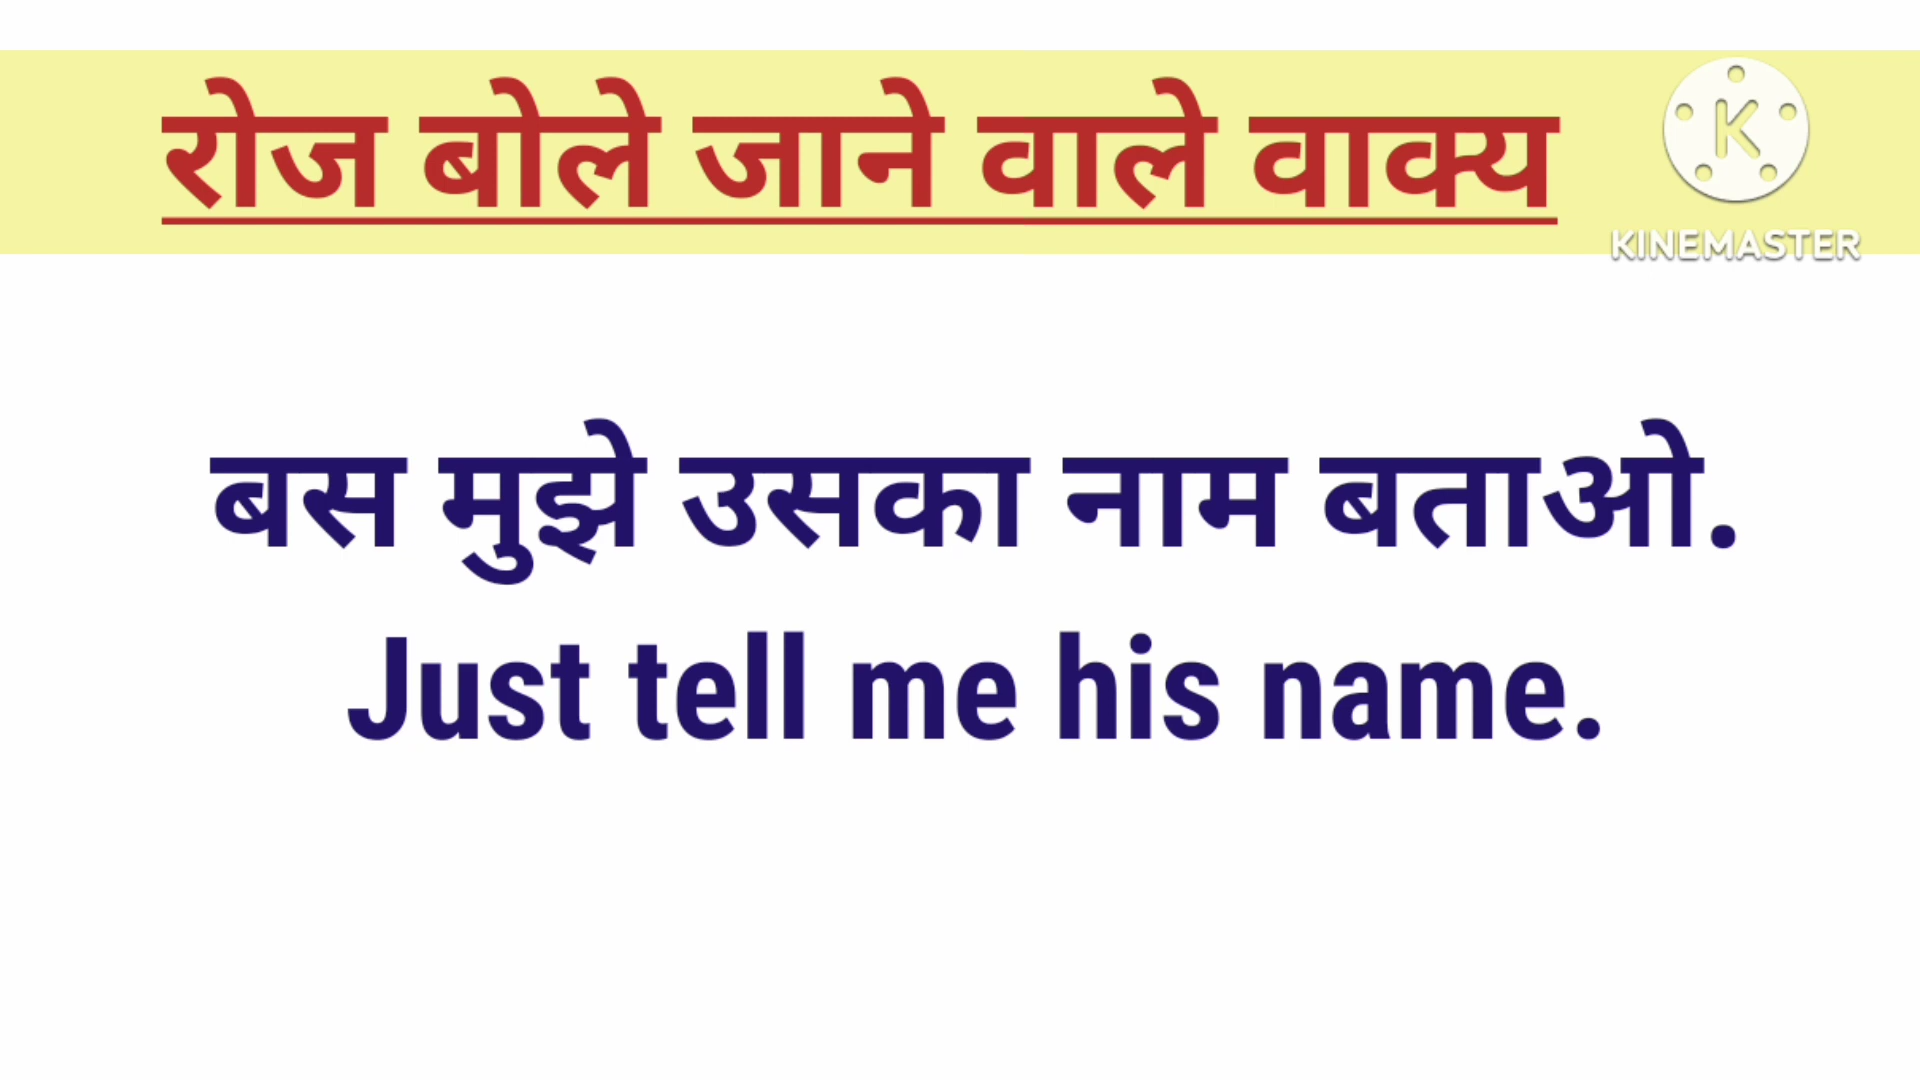 रोज बोले जाने वाले वाक्य
K
KINEMASTER
बस मुझे उसका नाम बताओ.
Just tell me his name.